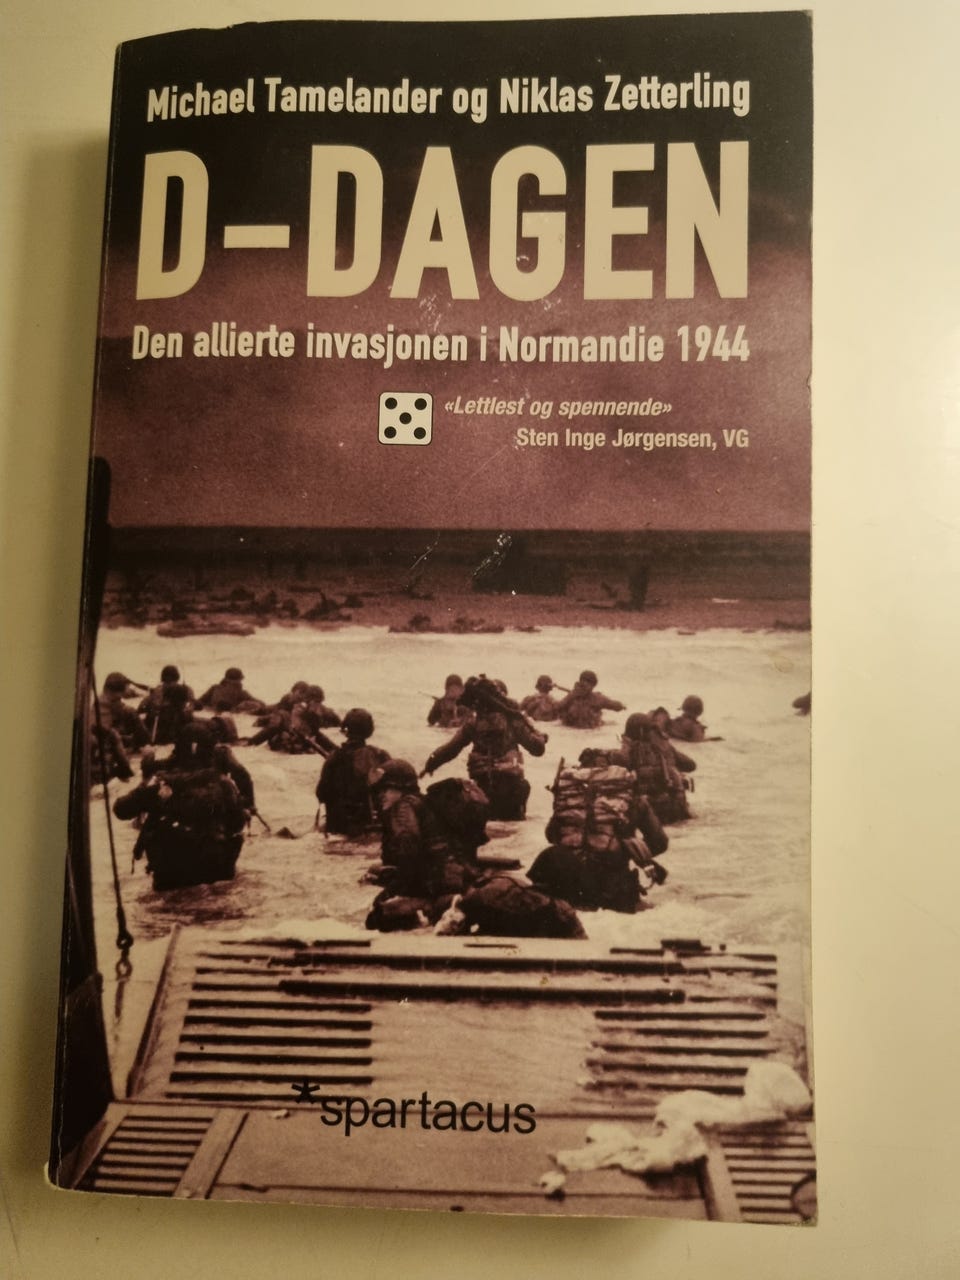 Michael Tamelander og Niklas Zetterling
D–DAGEN
Den allierte invasjonen i Normandie 1944
«Lettlest og spennende»
Sten Inge Jørgensen, VG
*spartacus